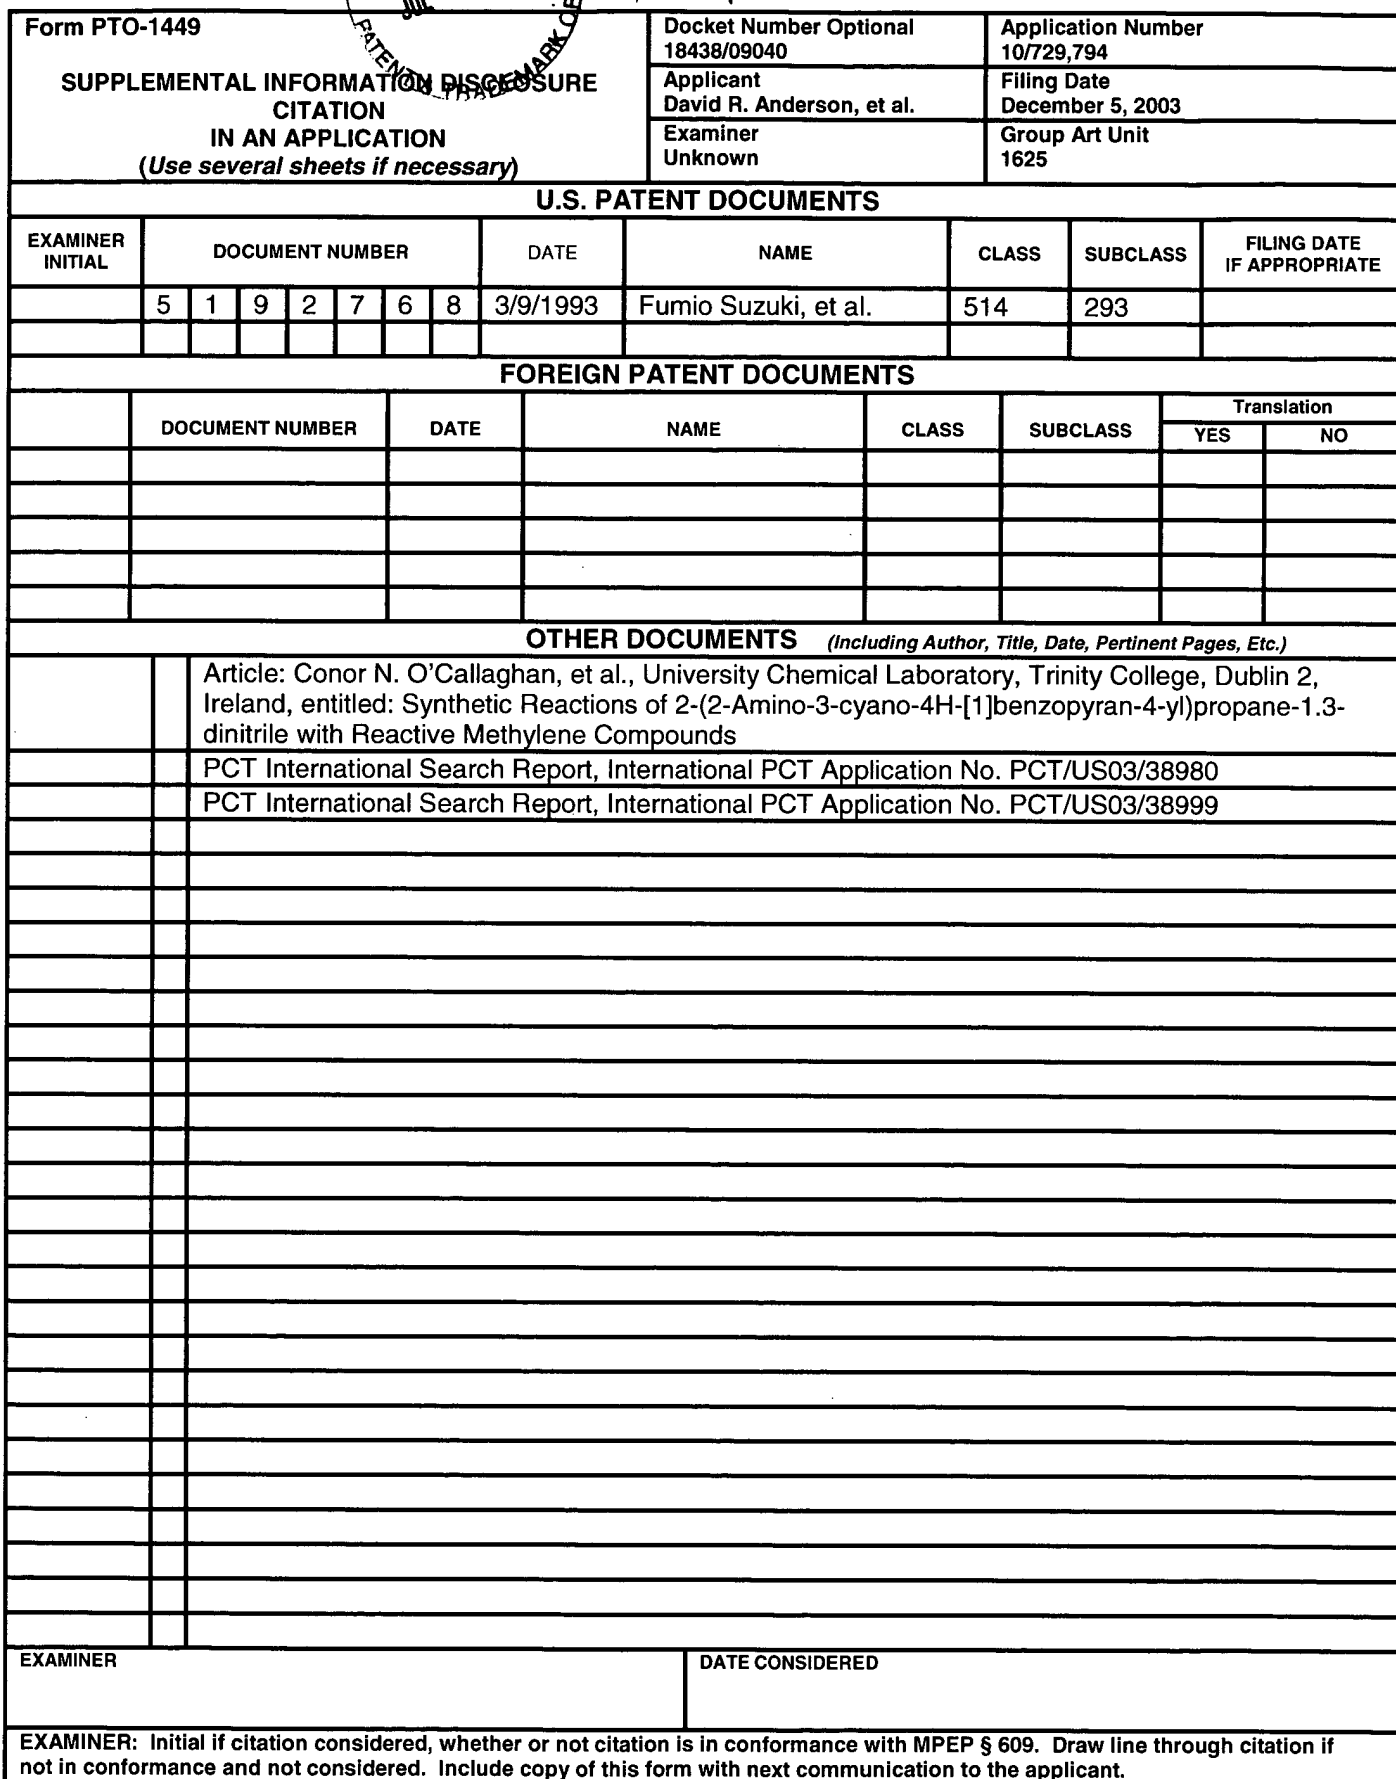 Form PTO-1449
SUPPLEMENTAL INFORMATION DISCLOSURE
CITATION
IN AN APPLICATION
(Use several sheets if necessary)
PATENT & TRADEMARK
Docket Number Optional
18438/09040
Application Number
10/729,794
Applicant
David R. Anderson, et al.
Filing Date
December 5, 2003
Examiner
Unknown
Group Art Unit
1625
U.S. PATENT DOCUMENTS
EXAMINER INITIAL DOCUMENT NUMBER DATE NAME CLASS SUBCLASS FILING DATE IF APPROPRIATE
5 1 9 2 7 6 8 3/9/1993 Fumio Suzuki, et al. 514 293
FOREIGN PATENT DOCUMENTS
DOCUMENT NUMBER DATE NAME CLASS SUBCLASS Translation
YES NO
OTHER DOCUMENTS (Including Author, Title, Date, Pertinent Pages, Etc.)
Article: Conor N. O'Callaghan, et al., University Chemical Laboratory, Trinity College, Dublin 2,
Ireland, entitled: Synthetic Reactions of 2-(2-Amino-3-cyano-4H-[1]benzopyran-4-yl)propane-1.3-
dinitrile with Reactive Methylene Compounds
PCT International Search Report, International PCT Application No. PCT/US03/38980
PCT International Search Report, International PCT Application No. PCT/US03/38999
EXAMINER
DATE CONSIDERED
EXAMINER: Initial if citation considered, whether or not citation is in conformance with MPEP § 609. Draw line through citation if
not in conformance and not considered. Include copy of this form with next communication to the applicant.